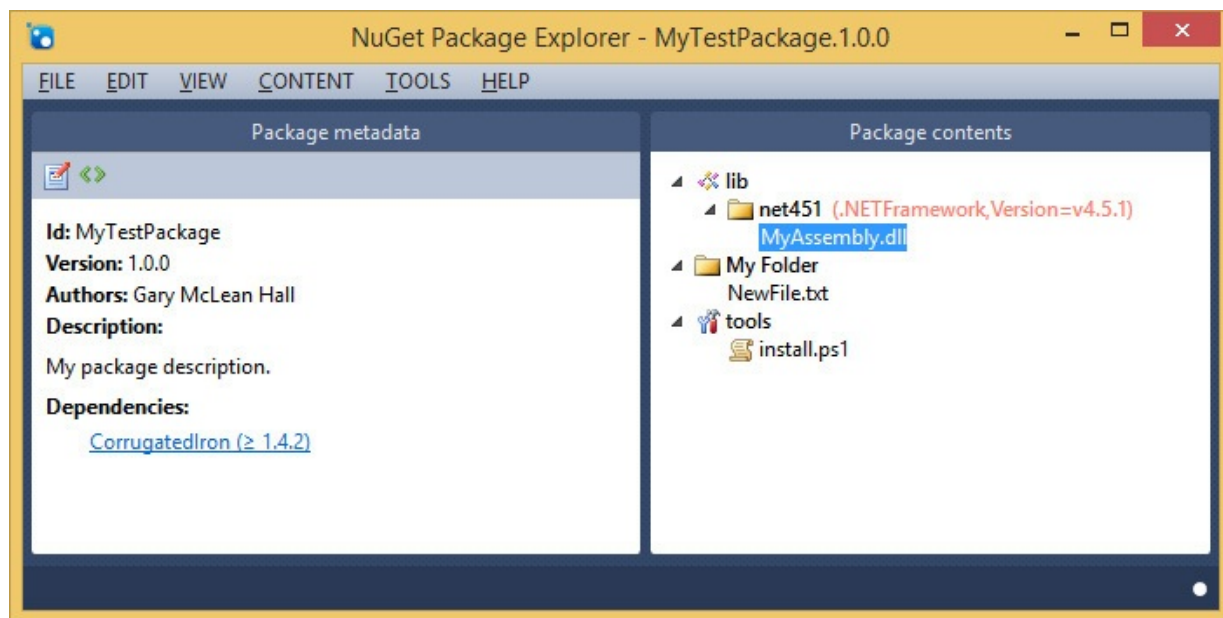 NuGet Package Explorer - MyTestPackage.1.0.0
FILE EDIT VIEW CONTENT TOOLS HELP
Package metadata
Id: MyTestPackage
Version: 1.0.0
Authors: Gary McLean Hall
Description:
My package description.
Dependencies:
CorrugatedIron (≥ 1.4.2)
Package contents
lib
net451 (.NETFramework,Version=v4.5.1)
MyAssembly.dll
My Folder
NewFile.txt
tools
install.ps1